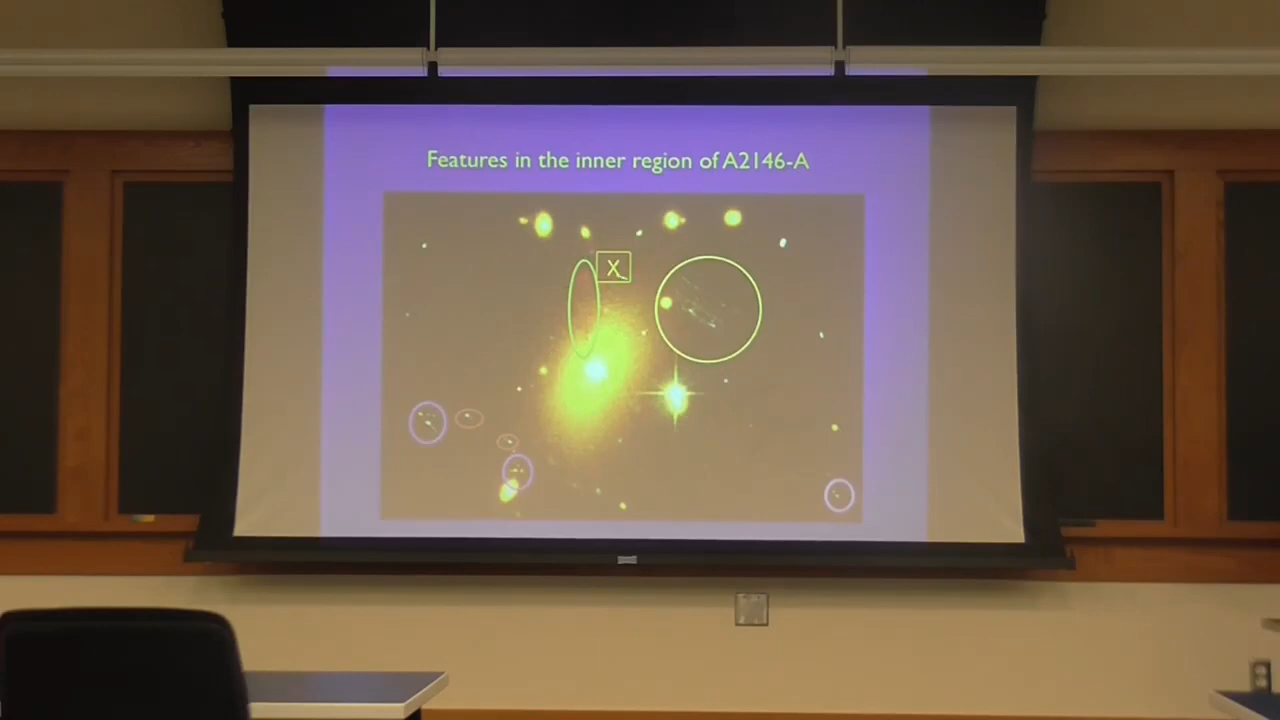 Features in the inner region of A2146-A
X